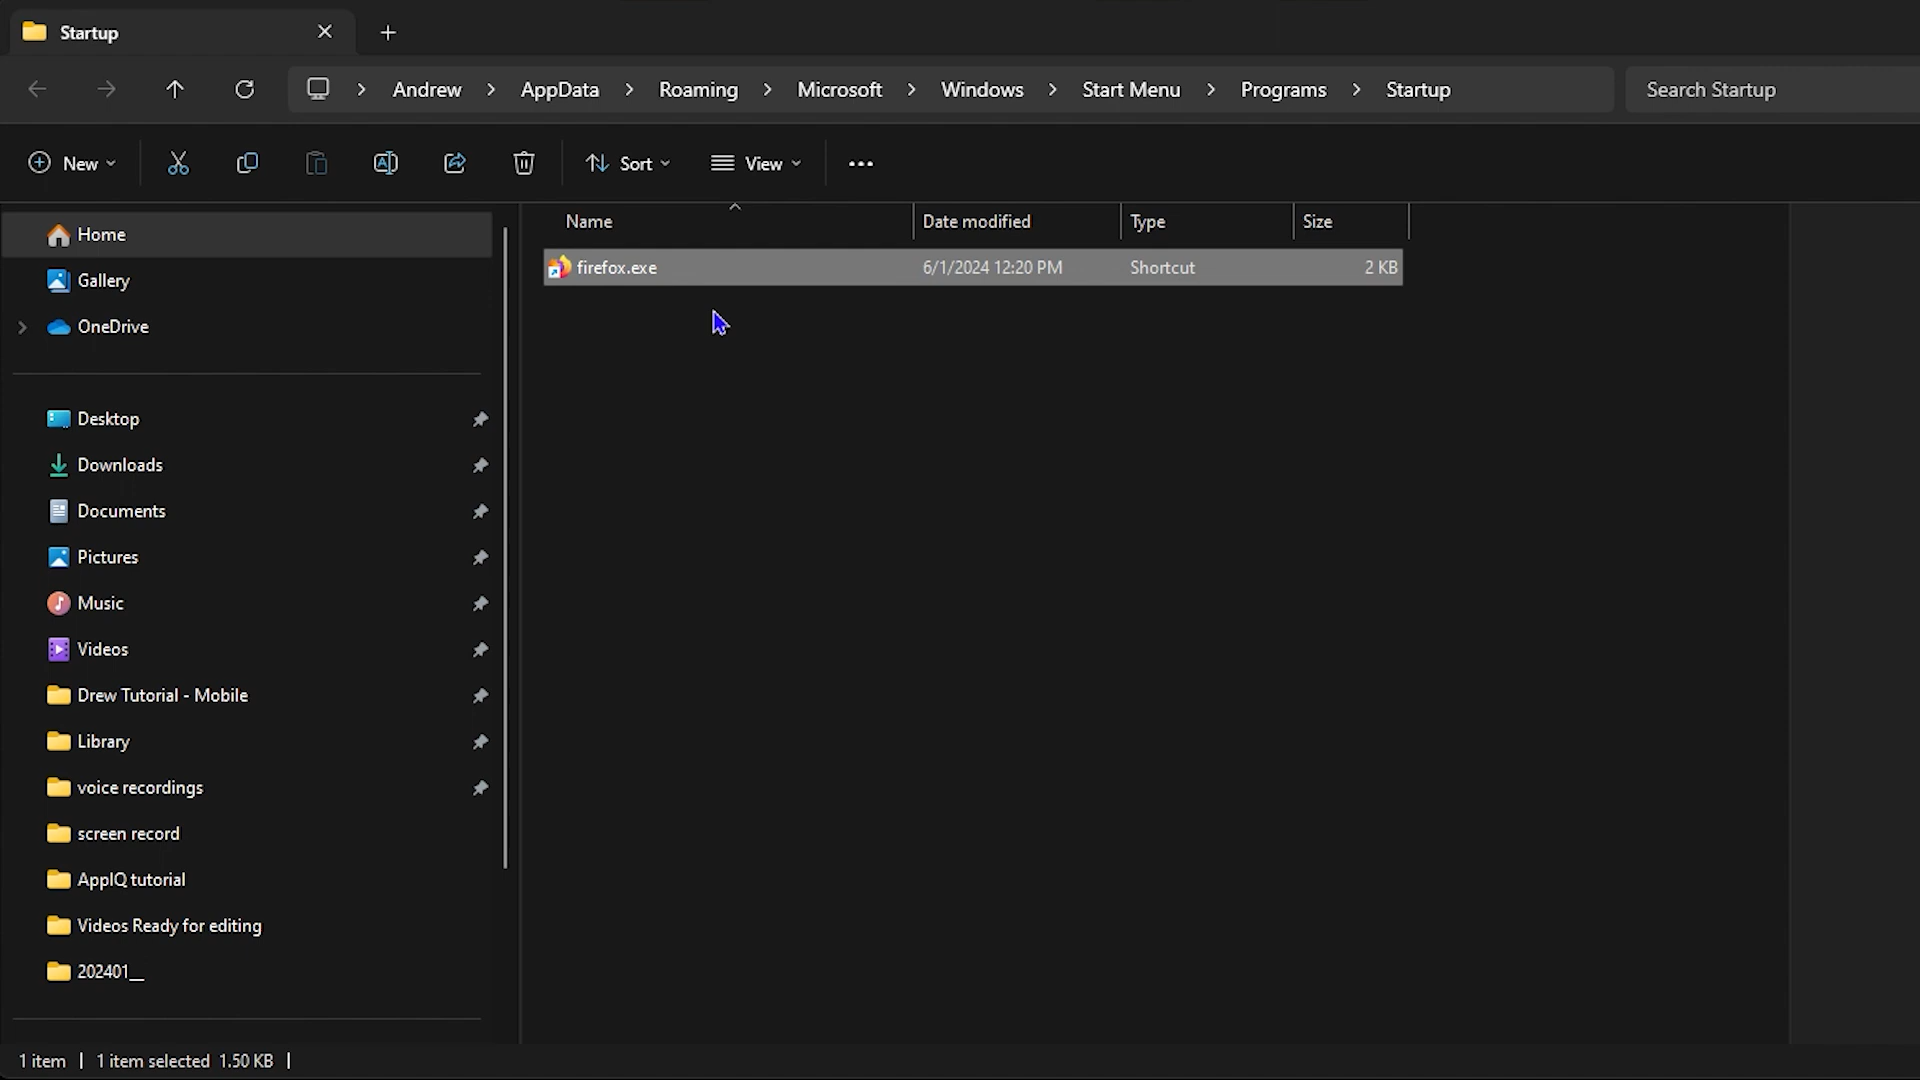 Startup
Andrew > AppData > Roaming > Microsoft > Windows > Start Menu > Programs > Startup
Search Startup
New
Sort
View
Name
Date modified
Type
Size
firefox.exe 6/1/2024 12:20 PM Shortcut 2 KB
Home
Gallery
OneDrive
Desktop
Downloads
Documents
Pictures
Music
Videos
Drew Tutorial - Mobile
Library
voice recordings
screen record
ApplQ tutorial
Videos Ready for editing
202401__
1 item | 1 item selected 1.50 KB |